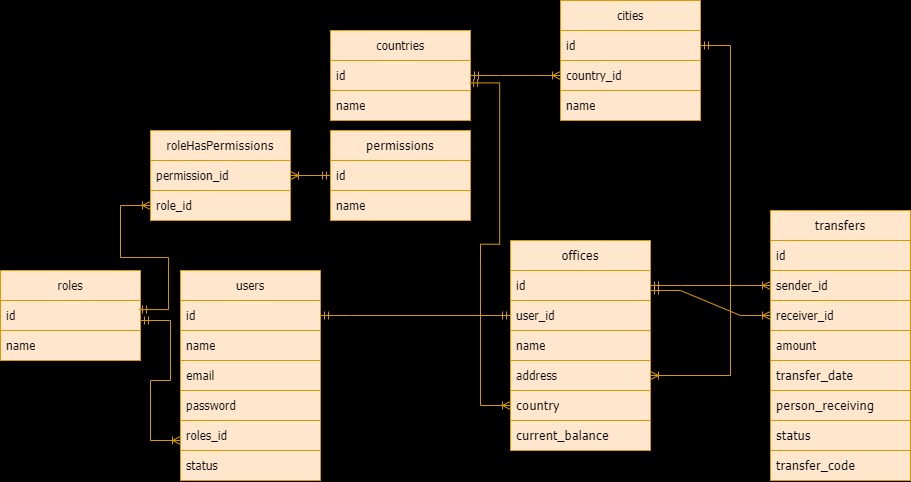 cities
id
country_id
name
countries
id
name
roleHasPermissions
permission_id
role_id
permissions
id
name
transfers
id
sender_id
receiver_id
amount
transfer_date
person_receiving
status
transfer_code
offices
id
user_id
name
address
country
current_balance
roles
id
name
users
id
name
email
password
roles_id
status